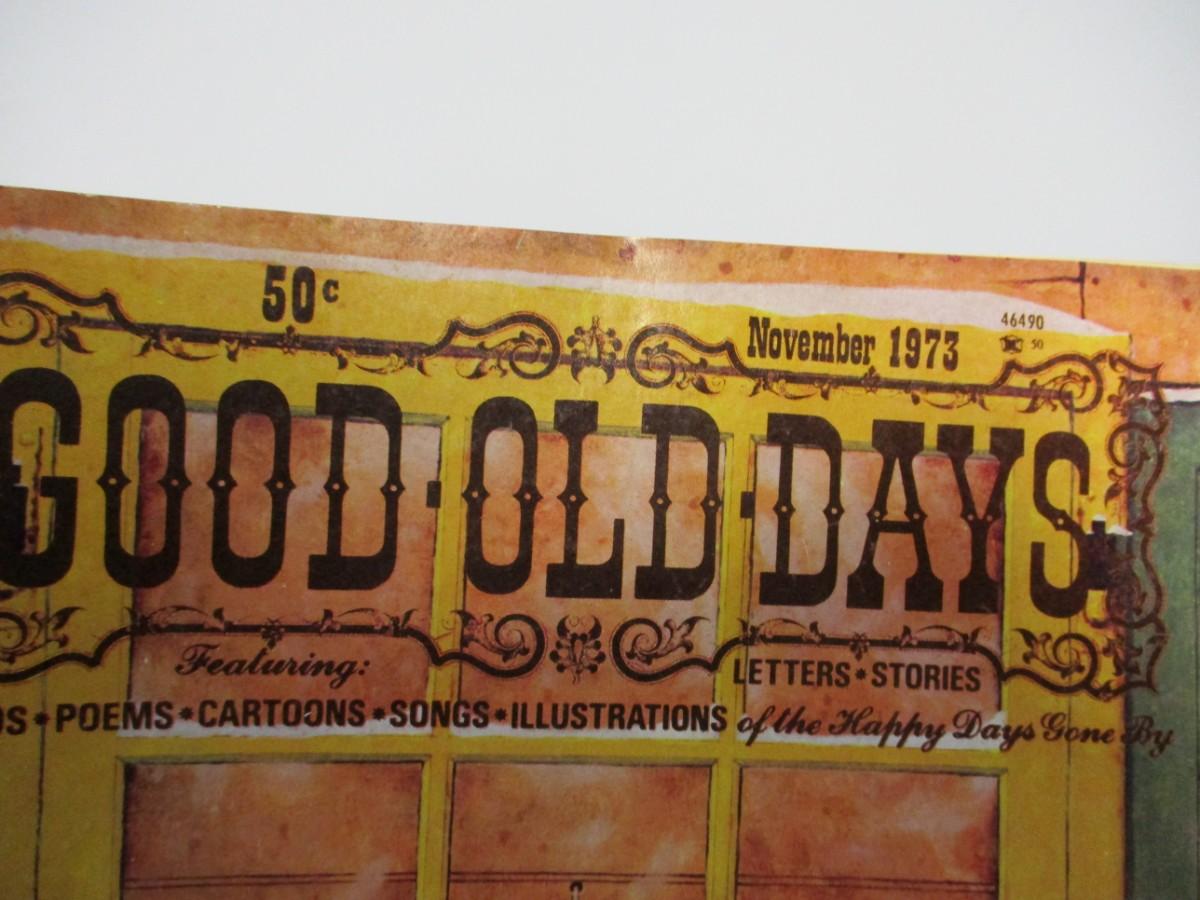 50c
November 1973
46490
50
GOOD·OLD·DAYS
Featuring:
LETTERS*STORIES
OS*POEMS*CARTOONS*SONGS*ILLUSTRATIONS of the Happy Days Gone By